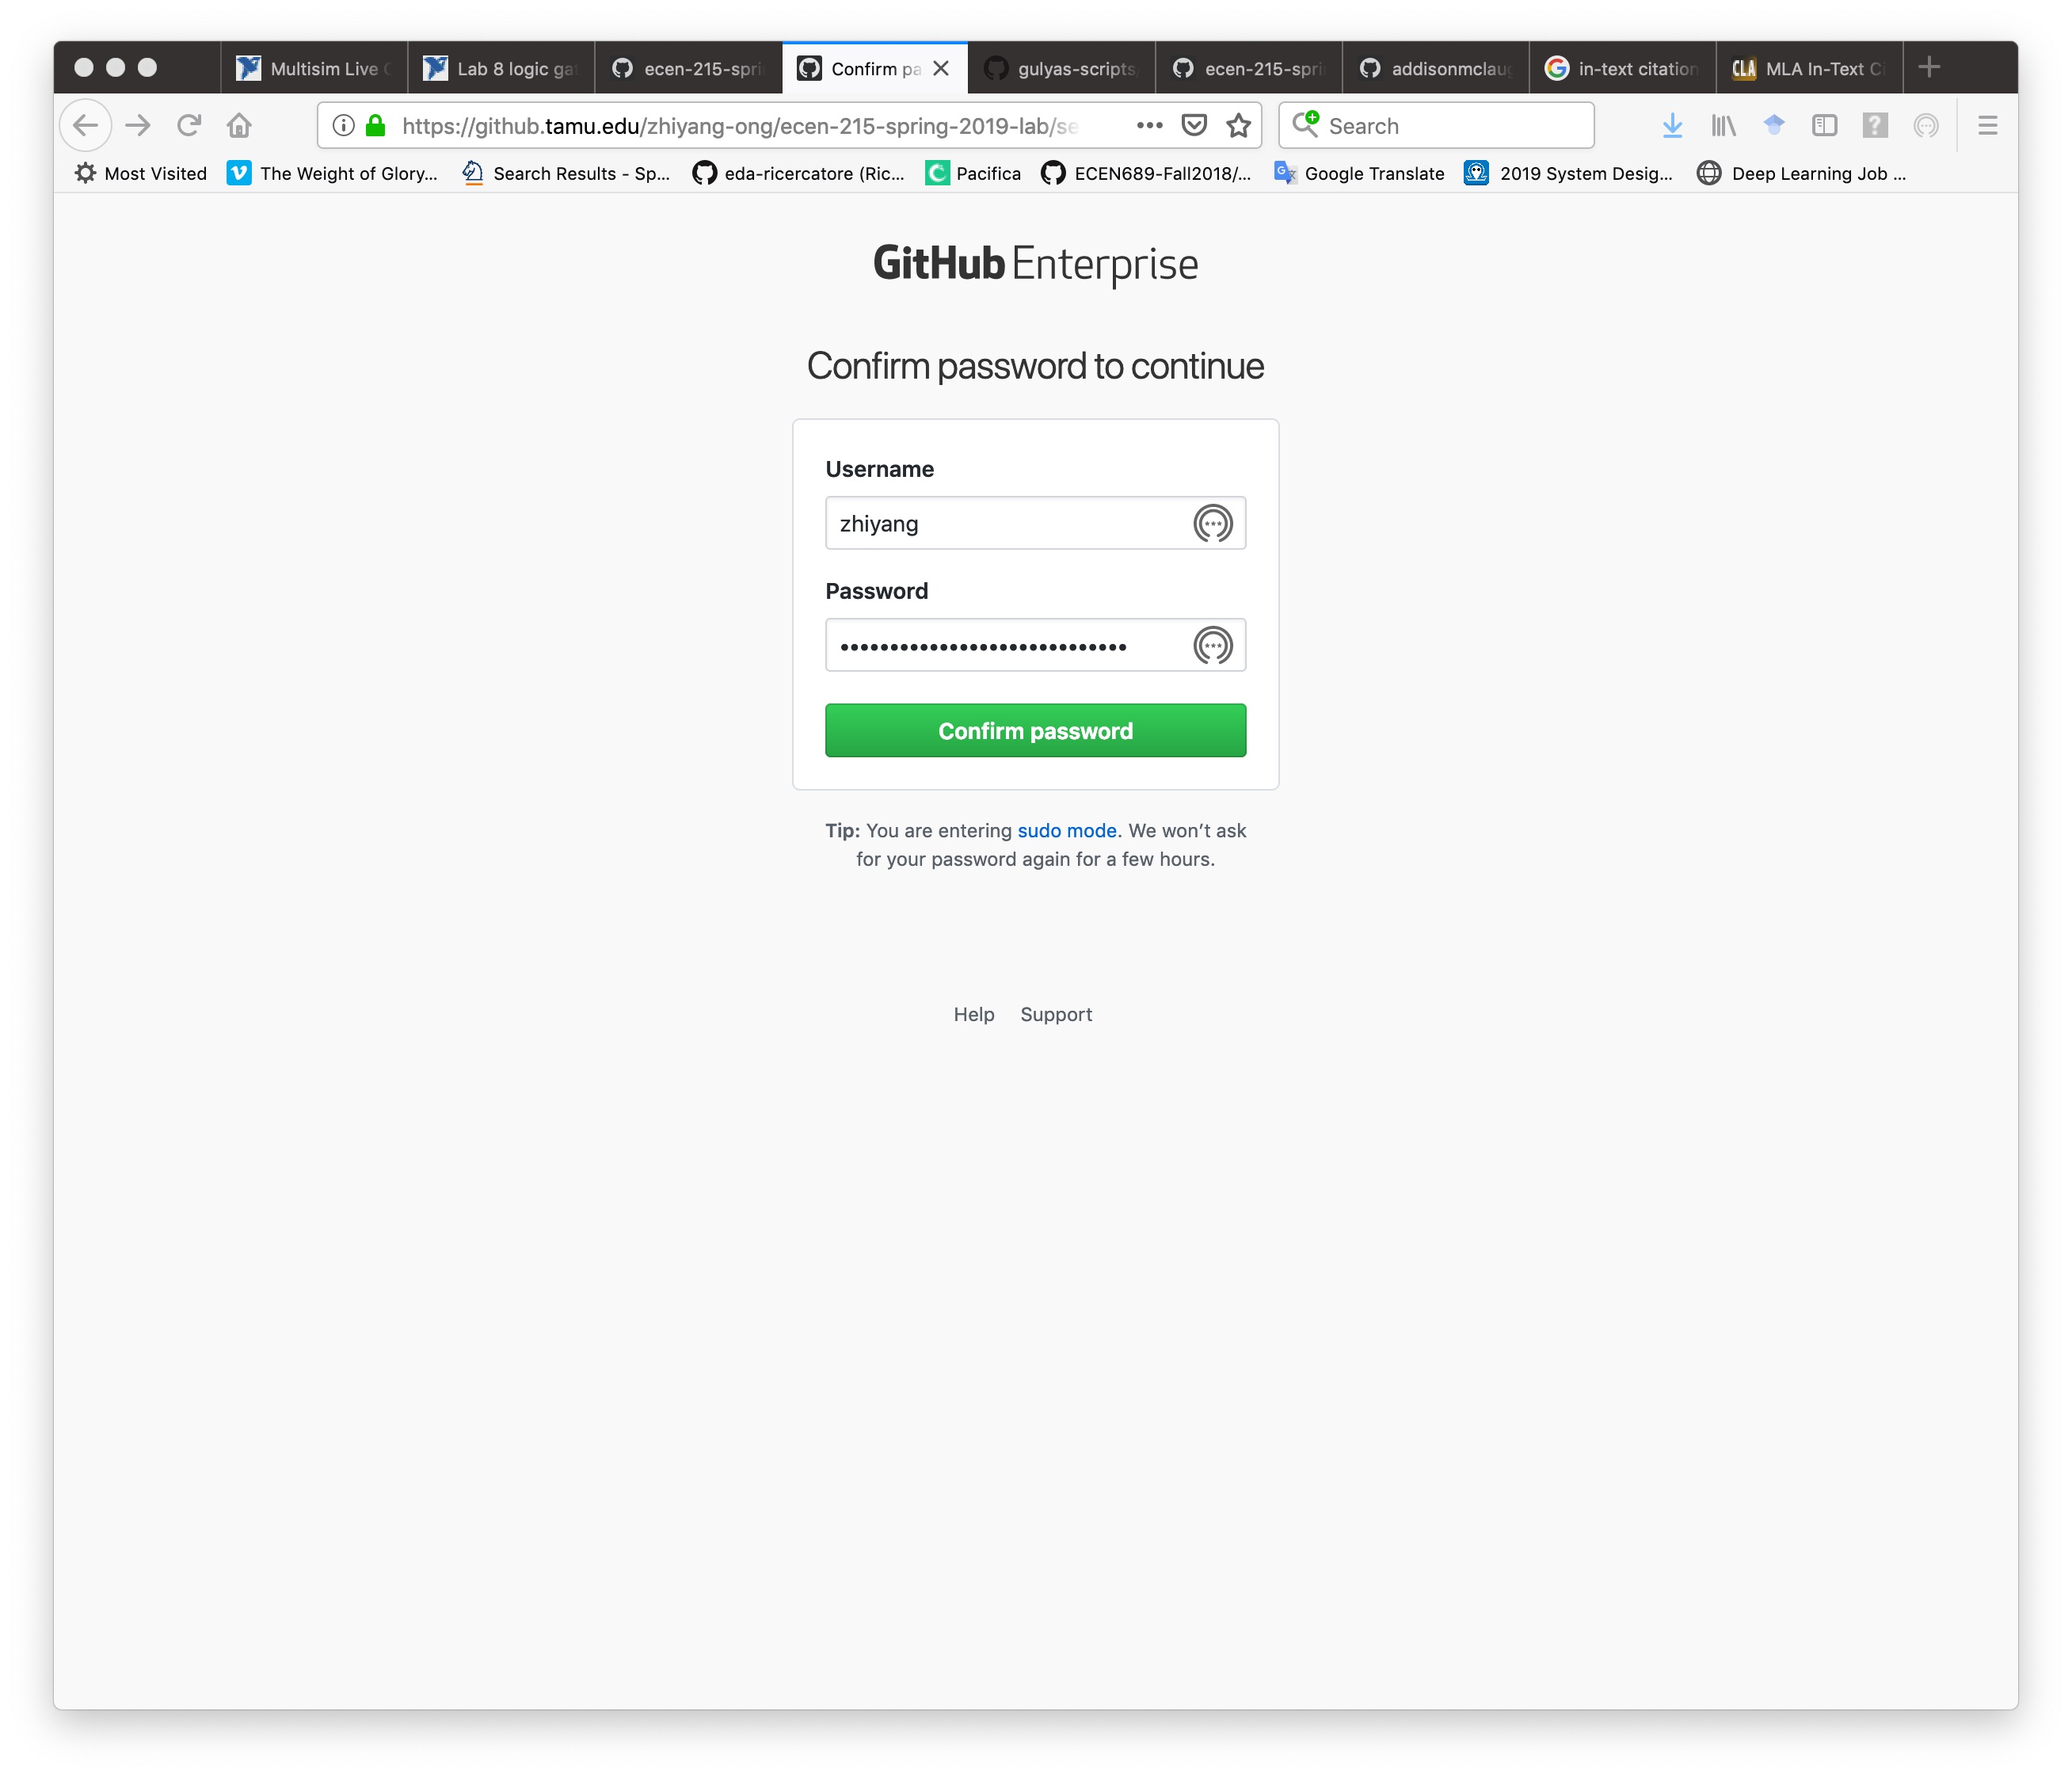 Multisim Live
Lab 8 logic ga
ecen-215-spri
Confirm pa
gulyas-scripts
ecen-215-spri
addisonmclau
in-text citation
CLA MLA In-Text C
https://github.tamu.edu/zhiyang-ong/ecen-215-spring-2019-lab/se
Search
Most Visited
The Weight of Glory...
Search Results - Sp...
eda-ricercatore (Ric...
Pacifica
ECEN689-Fall2018/...
Google Translate
2019 System Desig...
Deep Learning Job ...
GitHub Enterprise
Confirm password to continue
Username
zhiyang
Password
•••••••••••••••••••••••••••••
Confirm password
Tip: You are entering sudo mode. We won’t ask
for your password again for a few hours.
Help Support